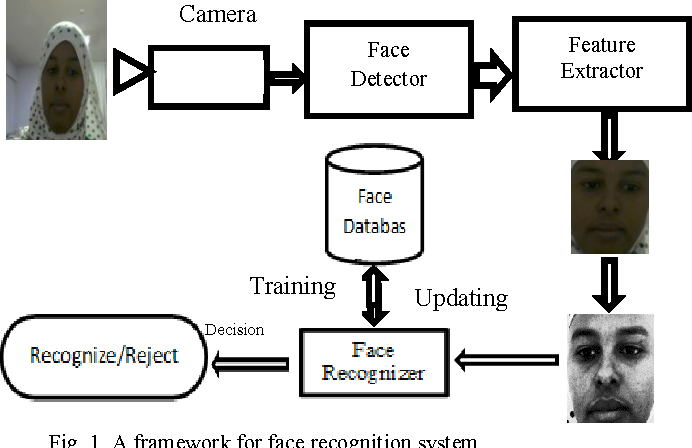 Camera
Face
Detector
Feature
Extractor
Face
Databas
Training
Updating
Decision
Recognize/Reject
Face
Recognizer
Fig. 1 A framework for face recognition system